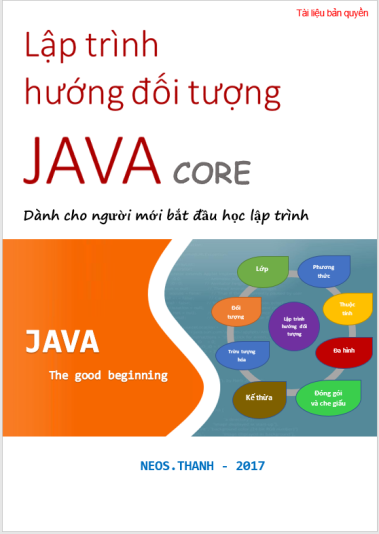 Tài liệu bản quyền
Lập trình
hướng đối tượng
JAVA CORE
Dành cho người mới bắt đầu học lập trình
Lớp
Phương
thức
Đối
tượng
Thuộc
tính
Lập trình
hướng đối
tượng
JAVA
The good beginning
Trừu tượng
hóa
Đa hình
Kế thừa
Đóng gói
và che giấu
NEOS.THANH - 2017